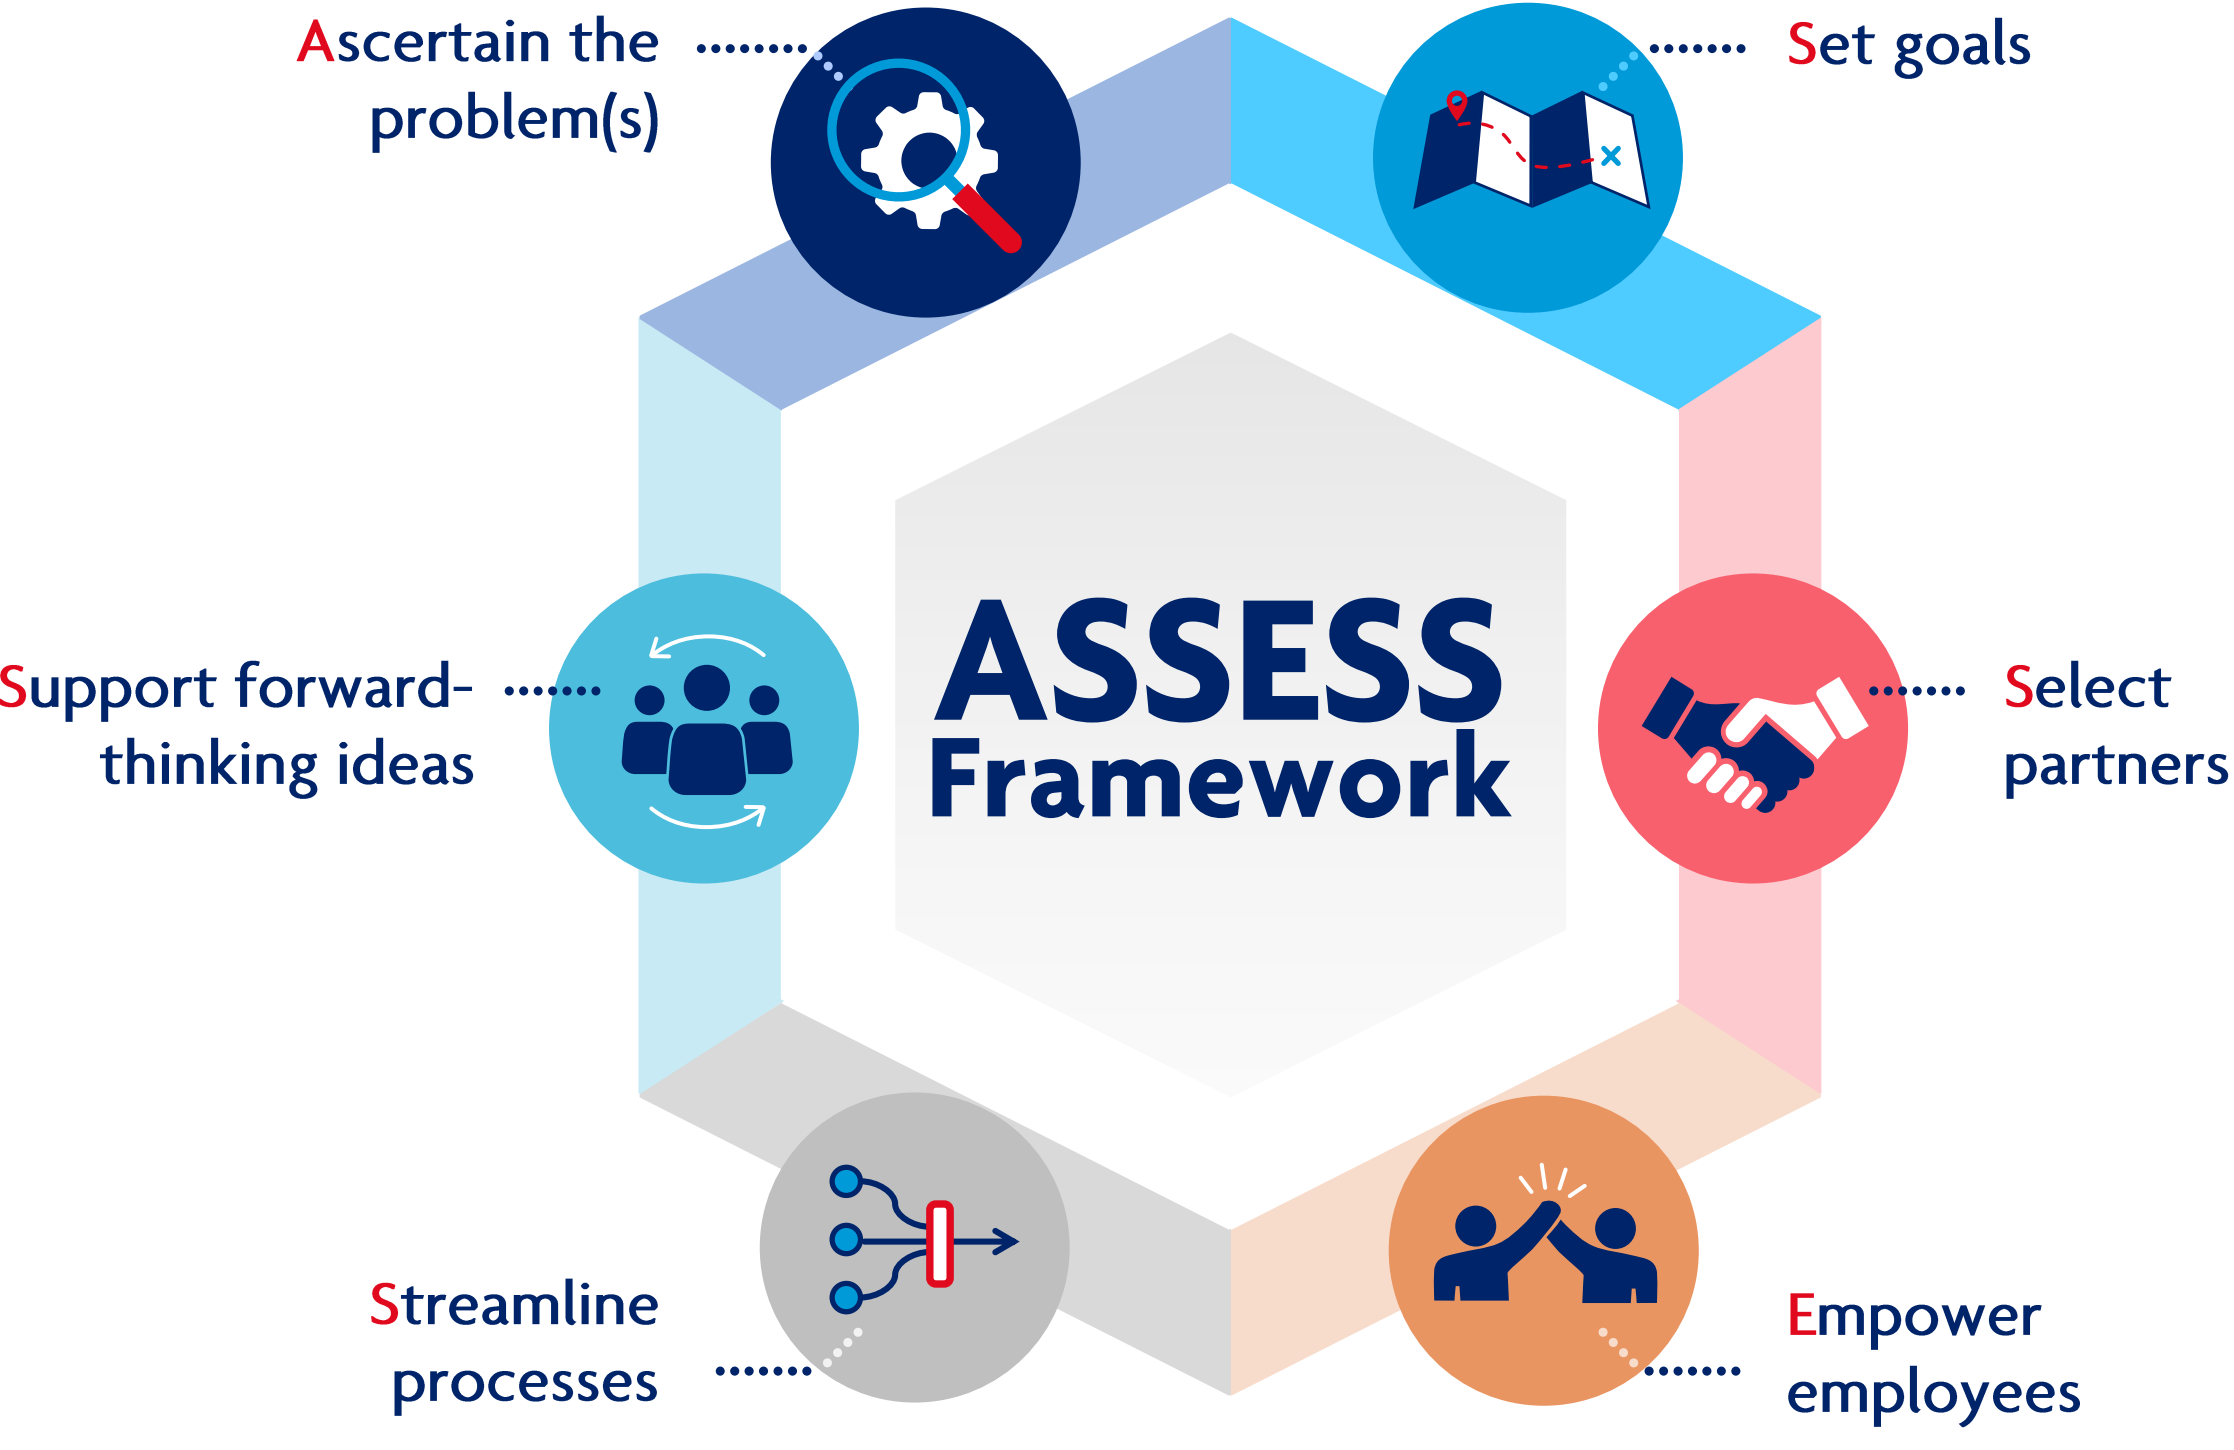 Ascertain the
problem(s)
Set goals
Select
partners
Empower
employees
Streamline
processes
Support forward-
thinking ideas
ASSESS
Framework